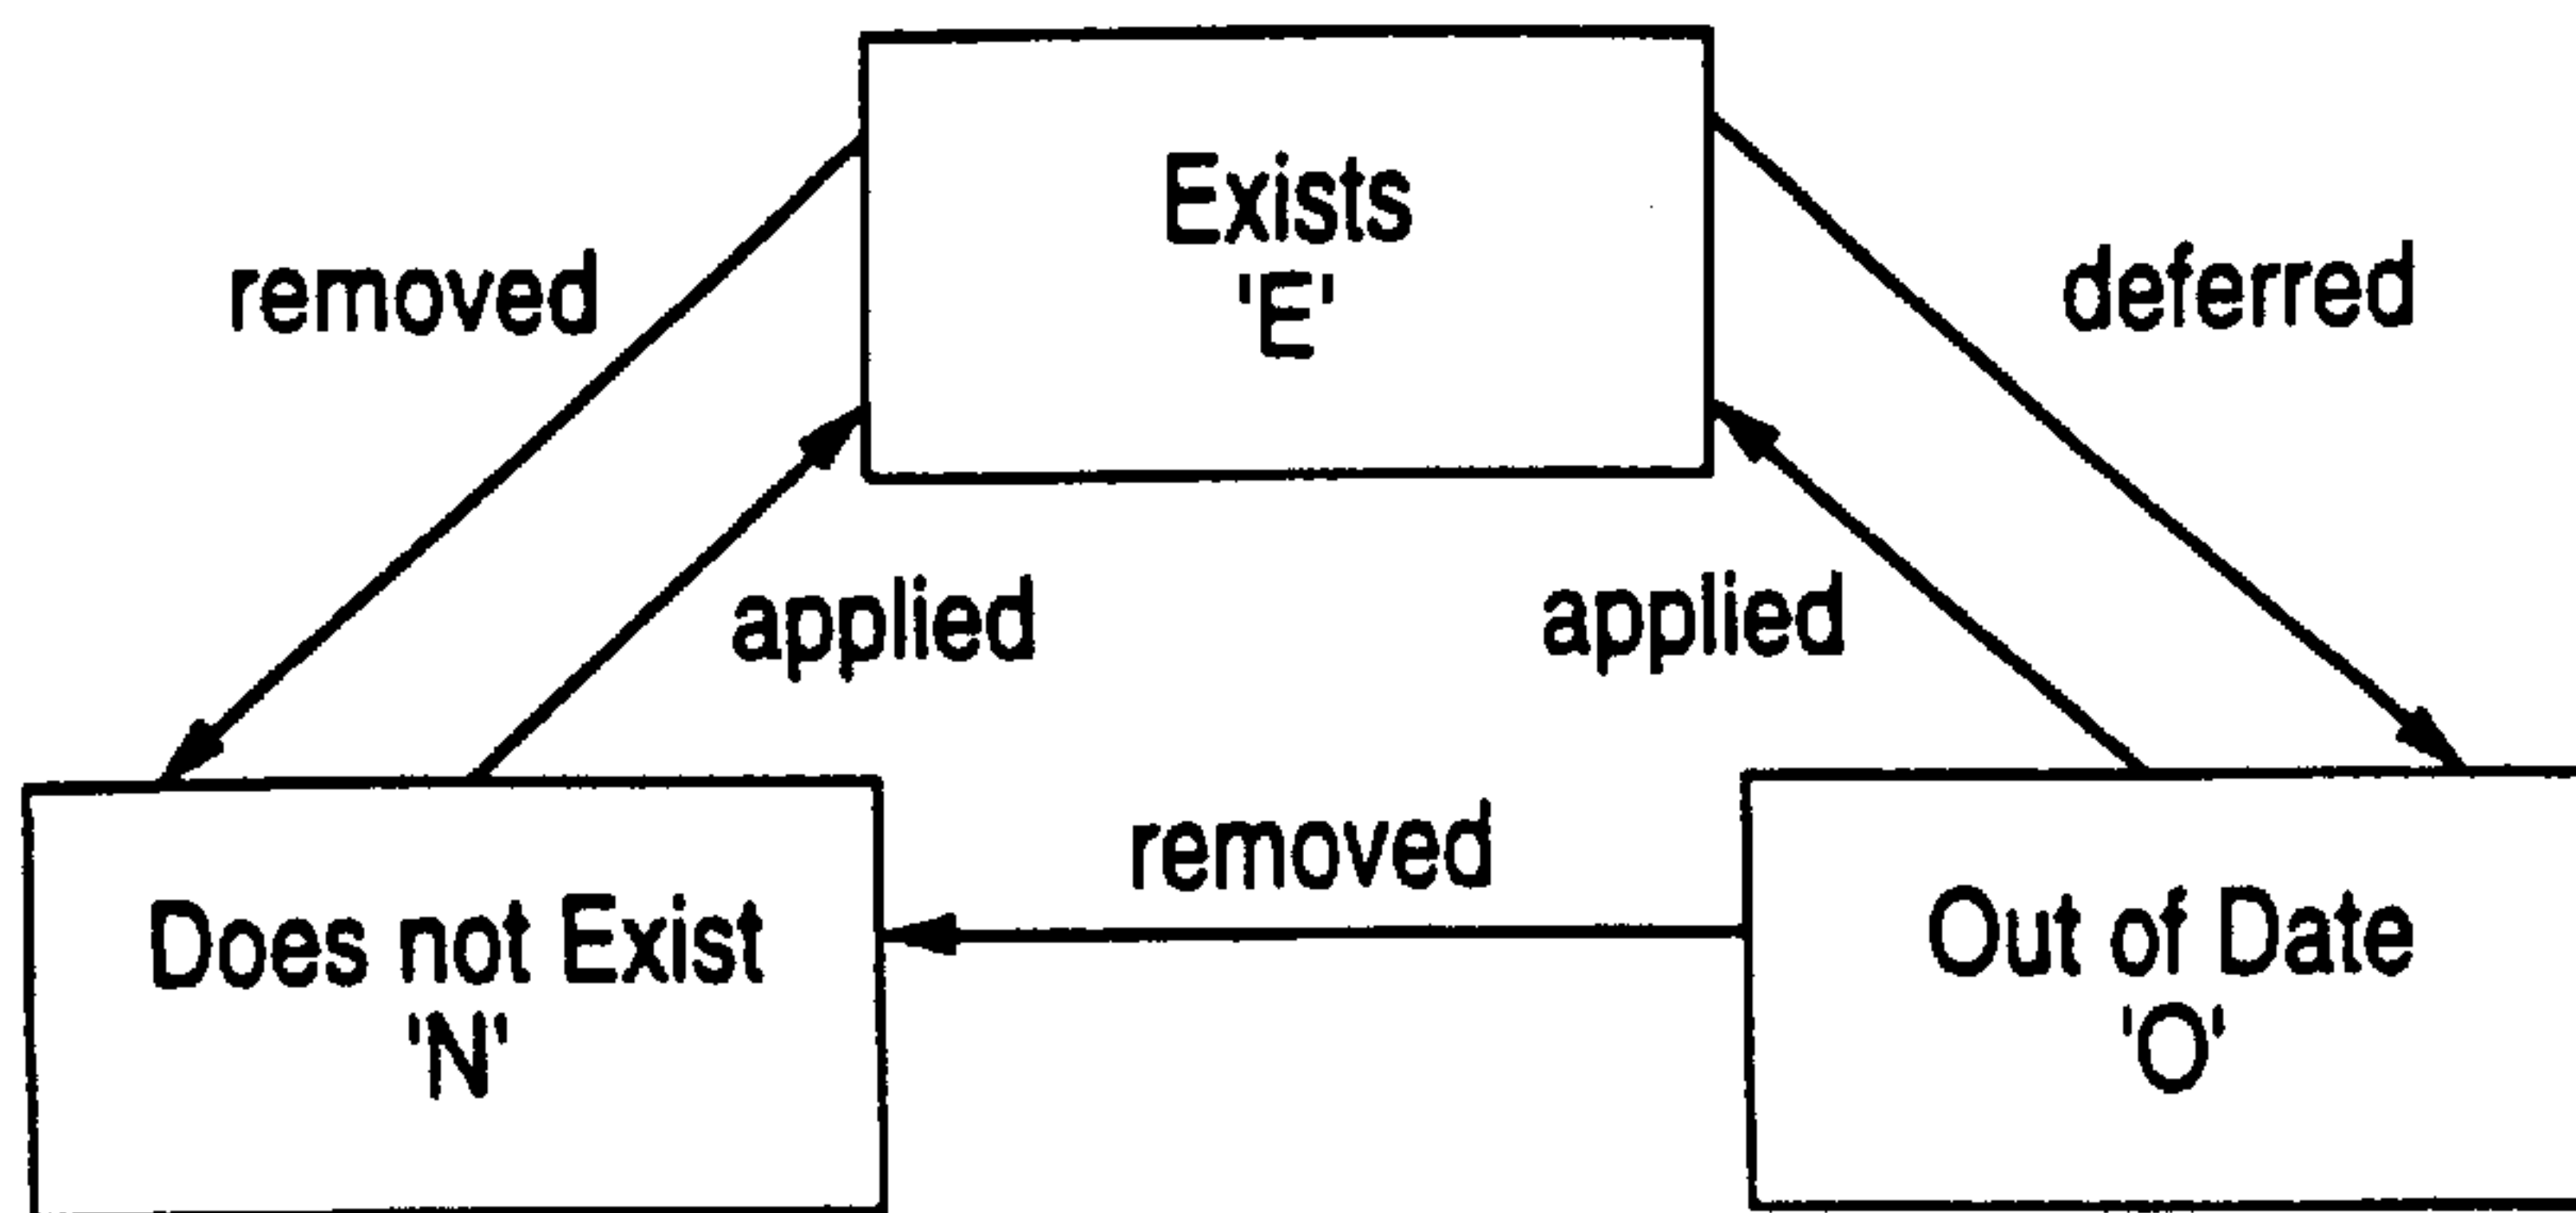 Exists
'E'
removed
deferred
applied
applied
removed
Does not Exist
'N'
Out of Date
'O'